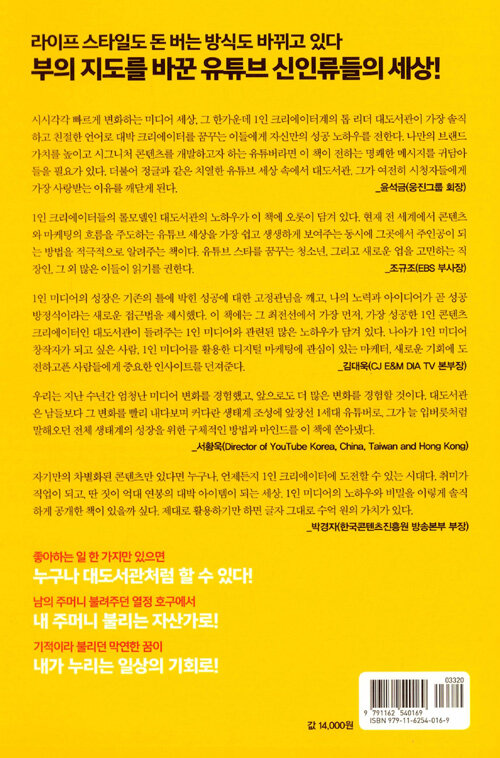 라이프 스타일도 돈 버는 방식도 바뀌고 있다
부의 지도를 바꾼 유튜브 신인류들의 세상!
시시각각 빠르게 변화하는 미디어 세상, 그 한가운데 1인 크리에이터계의 톱 리더 대도서관이 가장 솔직
하고 친절한 언어로 대박 크리에이터를 꿈꾸는 이들에게 자신만의 성공 노하우를 전한다. 나만의 브랜드
가치를 높이고 시그니처 콘텐츠를 개발하고자 하는 유튜버라면 이 책이 전하는 명쾌한 메시지를 귀담아
들을 필요가 있다. 더불어 정글과 같은 치열한 유튜브 세상 속에서 대도서관, 그가 여전히 시청자들에게
가장 사랑받는 이유를 깨닫게 된다.
_윤석금(웅진그룹 회장)
1인 크리에이터들의 롤모델인 대도서관의 노하우가 이 책에 오롯이 담겨 있다. 현재 전 세계에서 콘텐츠
와 마케팅의 흐름을 주도하는 유튜브 세상을 가장 쉽고 생생하게 보여주는 동시에 그곳에서 주인공이 되
는 방법을 적극적으로 알려주는 책이다. 유튜브 스타를 꿈꾸는 청소년, 그리고 새로운 업을 고민하는 직
장인, 그 외 많은 이들이 읽기를 권한다.
_조규조(EBS 부사장)
1인 미디어의 성장은 기존의 틀에 박힌 성공에 대한 고정관념을 깨고, 나의 노력과 아이디어가 곧 성공
방정식이라는 새로운 접근법을 제시했다. 이 책에는 그 최전선에서 가장 먼저, 가장 성공한 1인 콘텐츠
크리에이터인 대도서관이 들려주는 1인 미디어와 관련된 많은 노하우가 담겨 있다. 나아가 1인 미디어
창작자가 되고 싶은 사람, 1인 미디어를 활용한 디지털 마케팅에 관심이 있는 마케터, 새로운 기회에 도
전하고픈 사람들에게 중요한 인사이트를 던져준다.
_김대욱(CJ E&M DIA TV 본부장)
우리는 지난 수년간 엄청난 미디어 변화를 경험했고, 앞으로도 더 많은 변화를 경험할 것이다. 대도서관
은 남들보다 그 변화를 빨리 내다보며 커다란 생태계 조성에 앞장선 1세대 유튜버로, 그가 늘 입버릇처럼
말해오던 전체 생태계의 성장을 위한 구체적인 방법과 마인드를 이 책에 쏟아냈다.
_서황욱(Director of YouTube Korea, China, Taiwan and Hong Kong)
자기만의 차별화된 콘텐츠만 있다면 누구나, 언제든지 1인 크리에이터에 도전할 수 있는 시대다. 취미가
직업이 되고, 딴 짓이 억대 연봉의 대박 아이템이 되는 세상. 1인 미디어의 노하우와 비밀을 이렇게 솔직
하게 공개한 책이 있을까 싶다. 제대로 활용하기만 하면 글자 그대로 수억 원의 가치가 있다.
_박경자(한국콘텐츠진흥원 방송본부 부장)
좋아하는 일 한 가지만 있으면
누구나 대도서관처럼 할 수 있다!
남의 주머니 불려주던 열정 호구에서
내 주머니 불리는 자산가로!
기적이라 불리던 막연한 꿈이
내가 누리는 일상의 기회로!
값 14,000원
03320
9 791162 540169
ISBN 979-11-6254-016-9